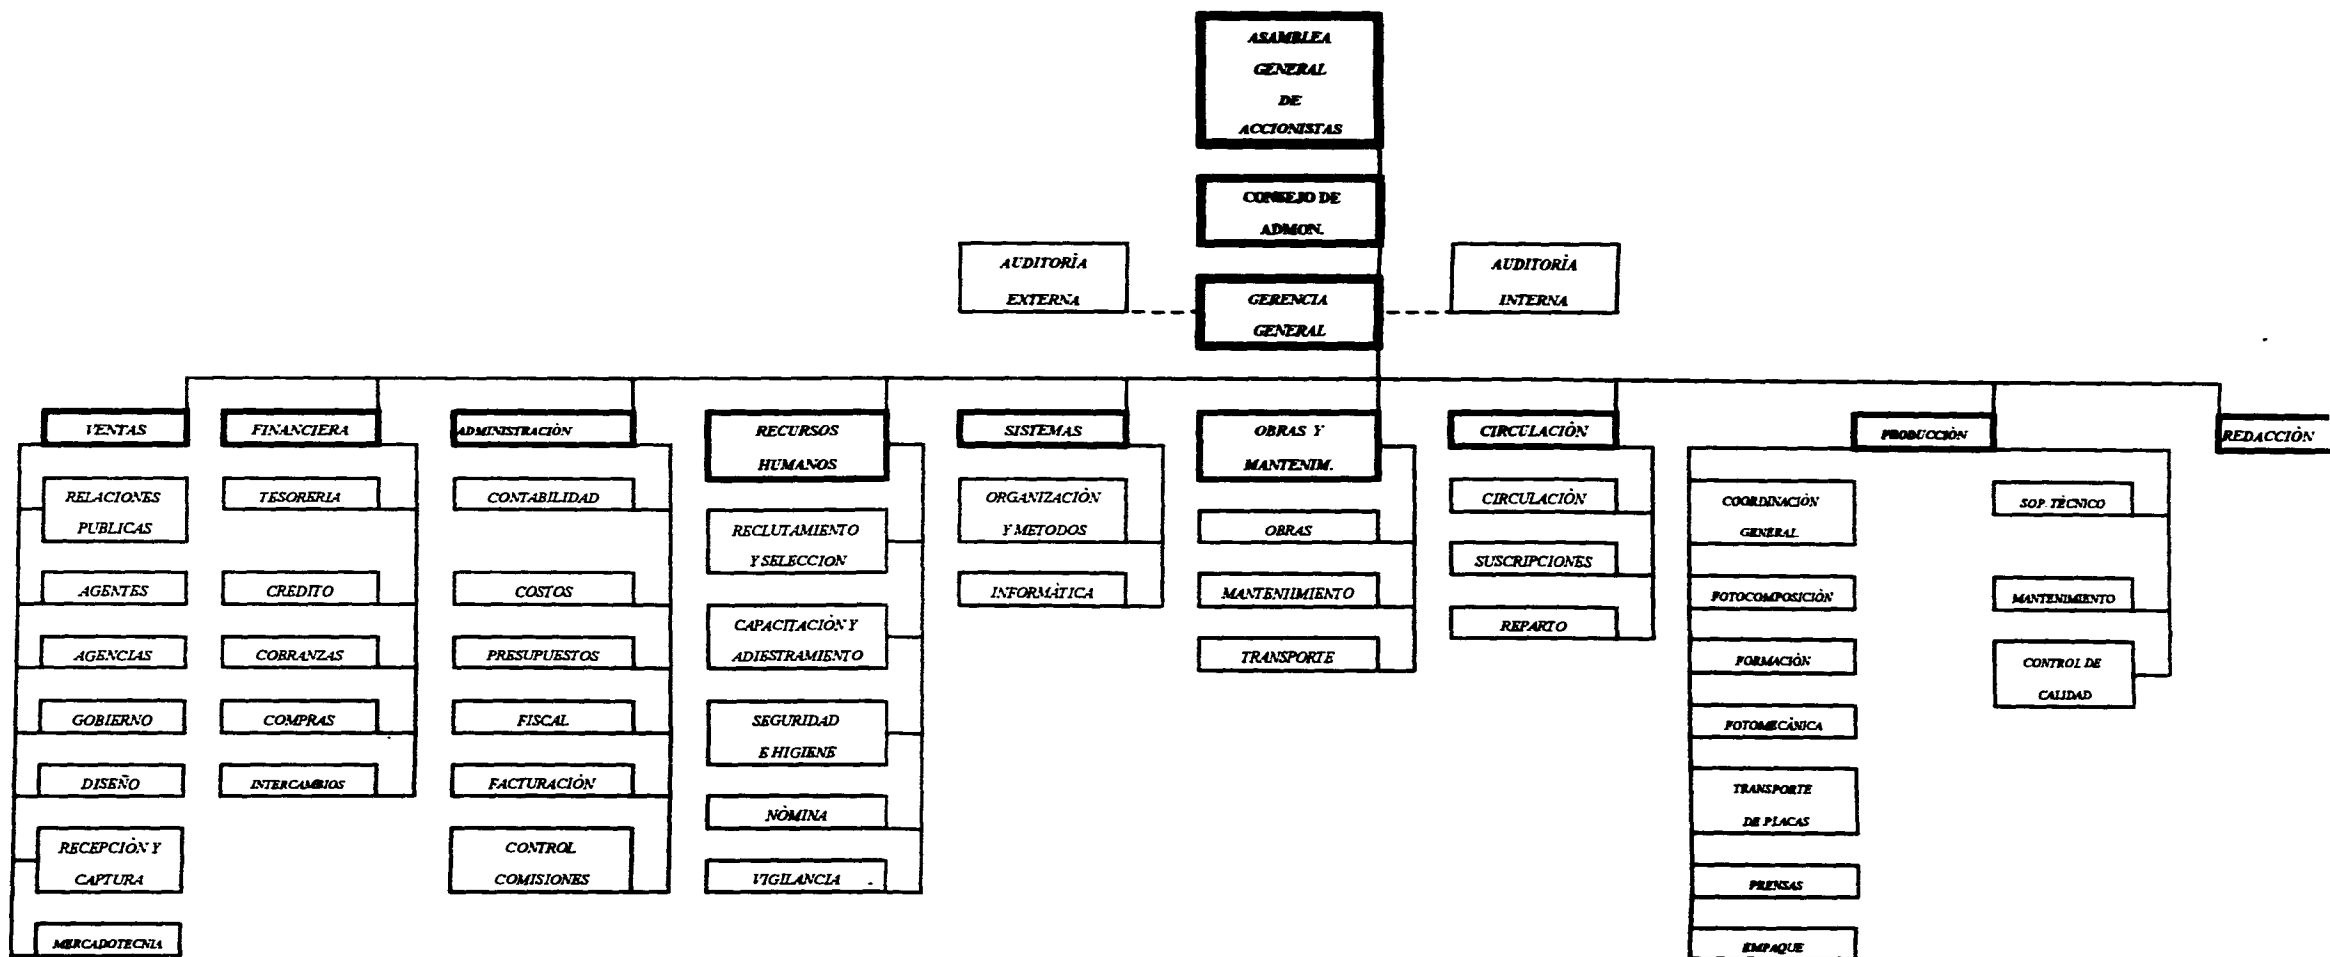 ASAMBLEA
GENERAL
DE
ACCIONISTAS
CONSEJO DE
ADMON.
AUDITORÍA
EXTERNA
GERENCIA
GENERAL
AUDITORÍA
INTERNA
VENTAS
RELACIONES
PUBLICAS
AGENTES
AGENCIAS
GOBIERNO
DISEÑO
RECEPCIÓN Y
CAPTURA
MERCADOTECNIA
FINANCIERA
TESORERIA
CREDITO
COBRANZAS
COMPRAS
INTERCAMBIOS
ADMINISTRACIÓN
CONTABILIDAD
COSTOS
PRESUPUESTOS
FISCAL
FACTURACIÓN
CONTROL
COMISIONES
RECURSOS
HUMANOS
RECLUTAMIENTO
Y SELECCION
CAPACITACIÓN Y
ADIESTRAMIENTO
SEGURIDAD
E HIGIENE
NÓMINA
VIGILANCIA
SISTEMAS
ORGANIZACIÓN
Y METODOS
INFORMÁTICA
OBRAS Y
MANTENIM.
OBRAS
MANTENIIMIENTO
TRANSPORTE
CIRCULACIÓN
CIRCULACIÓN
SUSCRIPCIONES
REPARTO
PRODUCCIÓN
COORDINACIÓN
GENERAL
FOTOCOMPOSICIÓN
FORMACIÓN
FOTOMECÁNICA
TRANSPORTE
DE PLACAS
PRENSAS
EMPAQUE
SOP. TÉCNICO
MANTENIMIENTO
CONTROL DE
CALIDAD
REDACCIÓN